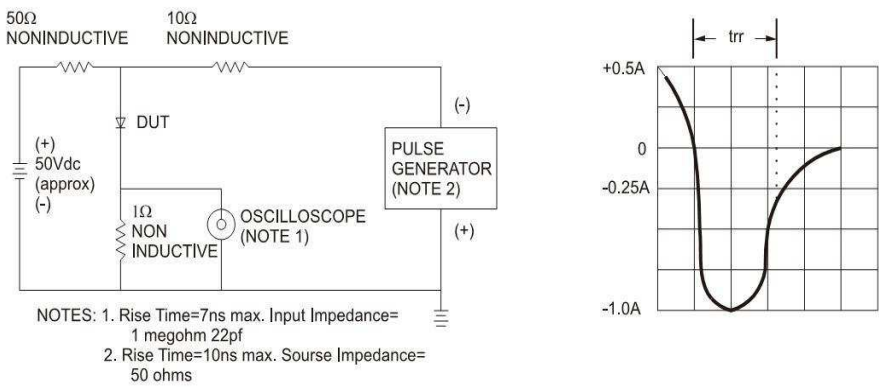 50Ω
NONINDUCTIVE
10Ω
NONINDUCTIVE
DUT
(+)
50Vdc
(approx)
(-)
1Ω
NON
INDUCTIVE
OSCILLOSCOPE
(NOTE 1)
(-)
PULSE
GENERATOR
(NOTE 2)
(+)
NOTES: 1. Rise Time=7ns max. Input Impedance=
1 megohm 22pf
2. Rise Time=10ns max. Sourse Impedance=
50 ohms
trr
+0.5A
0
-0.25A
-1.0A